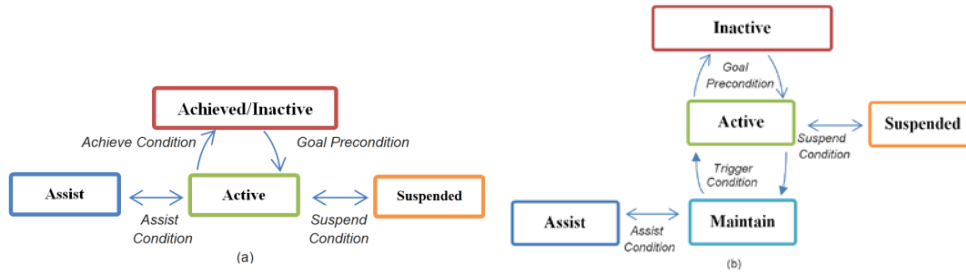 Achieved/Inactive
Achieve Condition
Goal Precondition
Assist
Active
Suspended
Assist
Condition
Suspend
Condition
(a)
Inactive
Goal
Precondition
Active
Suspended
Suspend
Condition
Trigger
Condition
Assist
Maintain
Assist
Condition
(b)